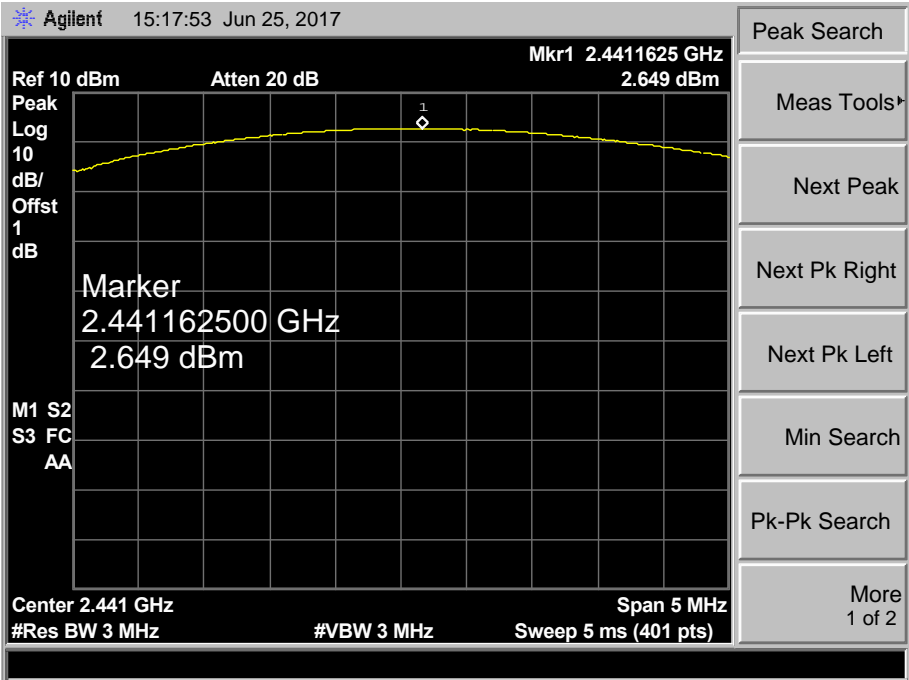 Agilent 15:17:53 Jun 25, 2017
Mkr1 2.4411625 GHz
Ref 10 dBm Atten 20 dB 2.649 dBm
Peak
Log
10
dB/
Offst
1
dB
1
Marker
2.441162500 GHz
2.649 dBm
M1 S2
S3 FC
AA
Center 2.441 GHz Span 5 MHz
#Res BW 3 MHz #VBW 3 MHz Sweep 5 ms (401 pts)
Peak Search
Meas Tools
Next Peak
Next Pk Right
Next Pk Left
Min Search
Pk-Pk Search
More
1 of 2